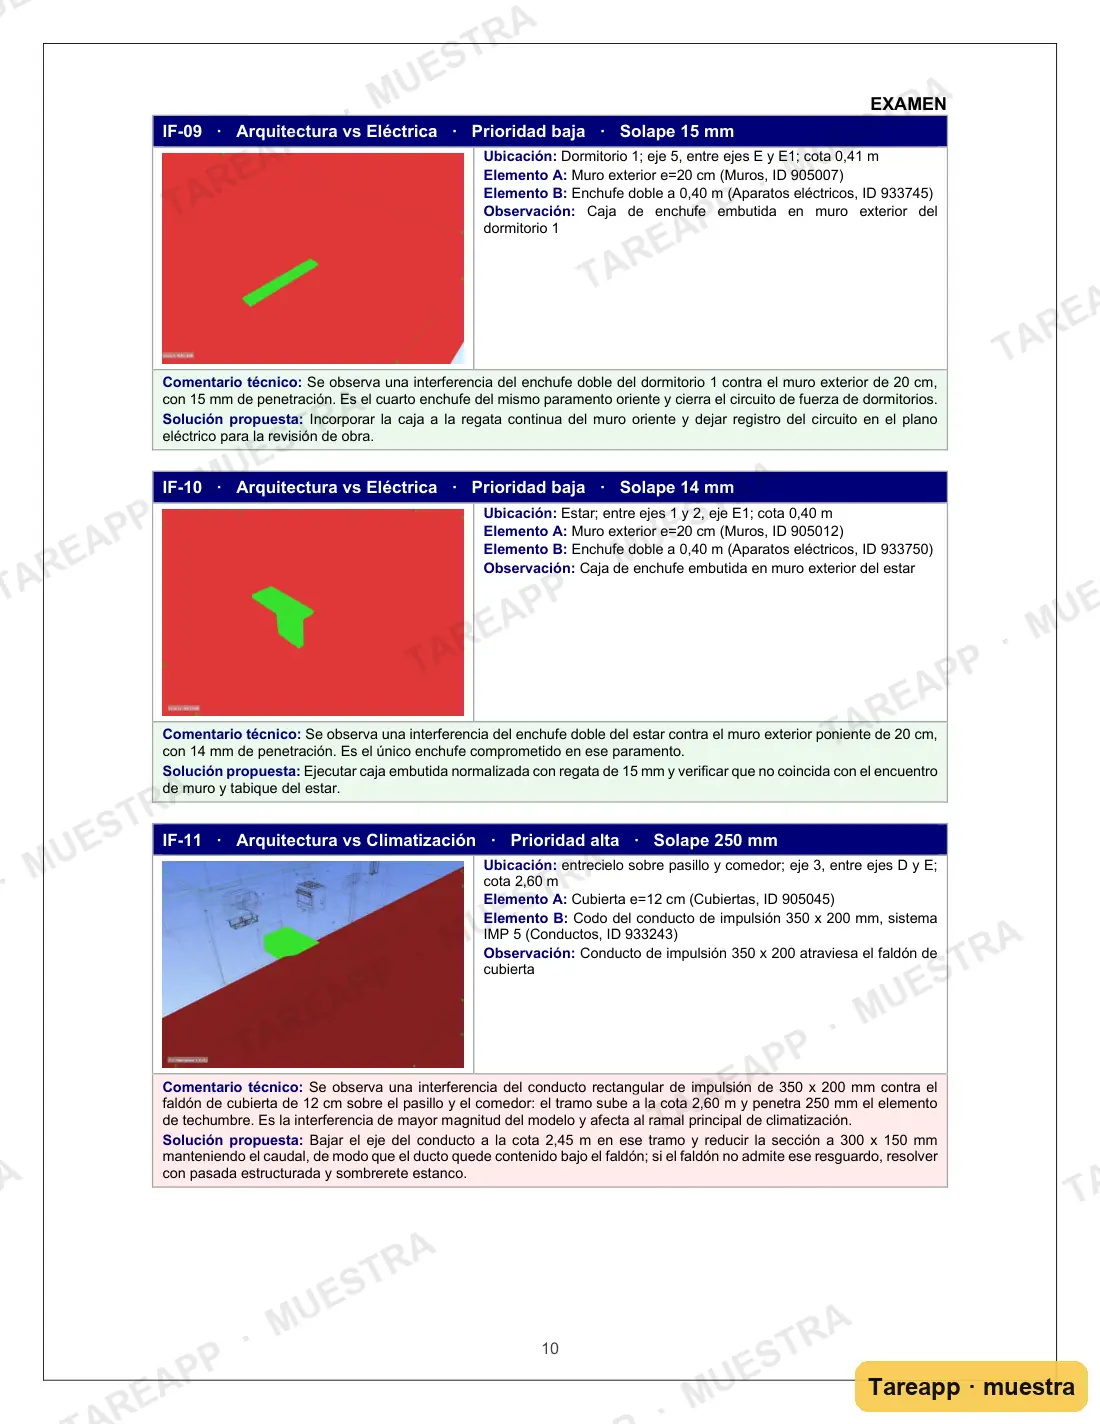 EXAMEN
IF-09 · Arquitectura vs Eléctrica · Prioridad baja · Solape 15 mm
Ubicación: Dormitorio 1; eje 5, entre ejes E y E1; cota 0,41 m
Elemento A: Muro exterior e=20 cm (Muros, ID 905007)
Elemento B: Enchufe doble a 0,40 m (Aparatos eléctricos, ID 933745)
Observación: Caja de enchufe embutida en muro exterior del
dormitorio 1
Comentario técnico: Se observa una interferencia del enchufe doble del dormitorio 1 contra el muro exterior de 20 cm,
con 15 mm de penetración. Es el cuarto enchufe del mismo paramento oriente y cierra el circuito de fuerza de dormitorios.
Solución propuesta: Incorporar la caja a la regata continua del muro oriente y dejar registro del circuito en el plano
eléctrico para la revisión de obra.
IF-10 · Arquitectura vs Eléctrica · Prioridad baja · Solape 14 mm
Ubicación: Estar; entre ejes 1 y 2, eje E1; cota 0,40 m
Elemento A: Muro exterior e=20 cm (Muros, ID 905012)
Elemento B: Enchufe doble a 0,40 m (Aparatos eléctricos, ID 933750)
Observación: Caja de enchufe embutida en muro exterior del estar
Comentario técnico: Se observa una interferencia del enchufe doble del estar contra el muro exterior poniente de 20 cm,
con 14 mm de penetración. Es el único enchufe comprometido en ese paramento.
Solución propuesta: Ejecutar caja embutida normalizada con regata de 15 mm y verificar que no coincida con el encuentro
de muro y tabique del estar.
IF-11 · Arquitectura vs Climatización · Prioridad alta · Solape 250 mm
Ubicación: entrecielo sobre pasillo y comedor; eje 3, entre ejes D y E;
cota 2,60 m
Elemento A: Cubierta e=12 cm (Cubiertas, ID 905045)
Elemento B: Codo del conducto de impulsión 350 x 200 mm, sistema
IMP 5 (Conductos, ID 933243)
Observación: Conducto de impulsión 350 x 200 atraviesa el faldón de
cubierta
Comentario técnico: Se observa una interferencia del conducto rectangular de impulsión de 350 x 200 mm contra el
faldón de cubierta de 12 cm sobre el pasillo y el comedor: el tramo sube a la cota 2,60 m y penetra 250 mm el elemento
de techumbre. Es la interferencia de mayor magnitud del modelo y afecta al ramal principal de climatización.
Solución propuesta: Bajar el eje del conducto a la cota 2,45 m en ese tramo y reducir la sección a 300 x 150 mm
manteniendo el caudal, de modo que el ducto quede contenido bajo el faldón; si el faldón no admite ese resguardo, resolver
con pasada estructurada y sombrerete estanco.
10
TAREAPP · MUESTRA
Tareapp · muestra